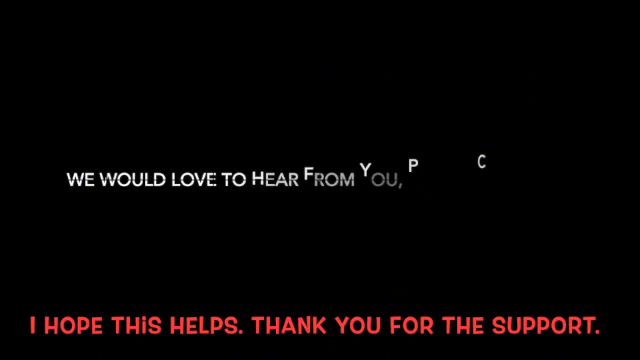 WE WOULD LOVE TO HEAR FROM YOU, P C
I HOPE THIS HELPS. THANK YOU FOR THE SUPPORT.